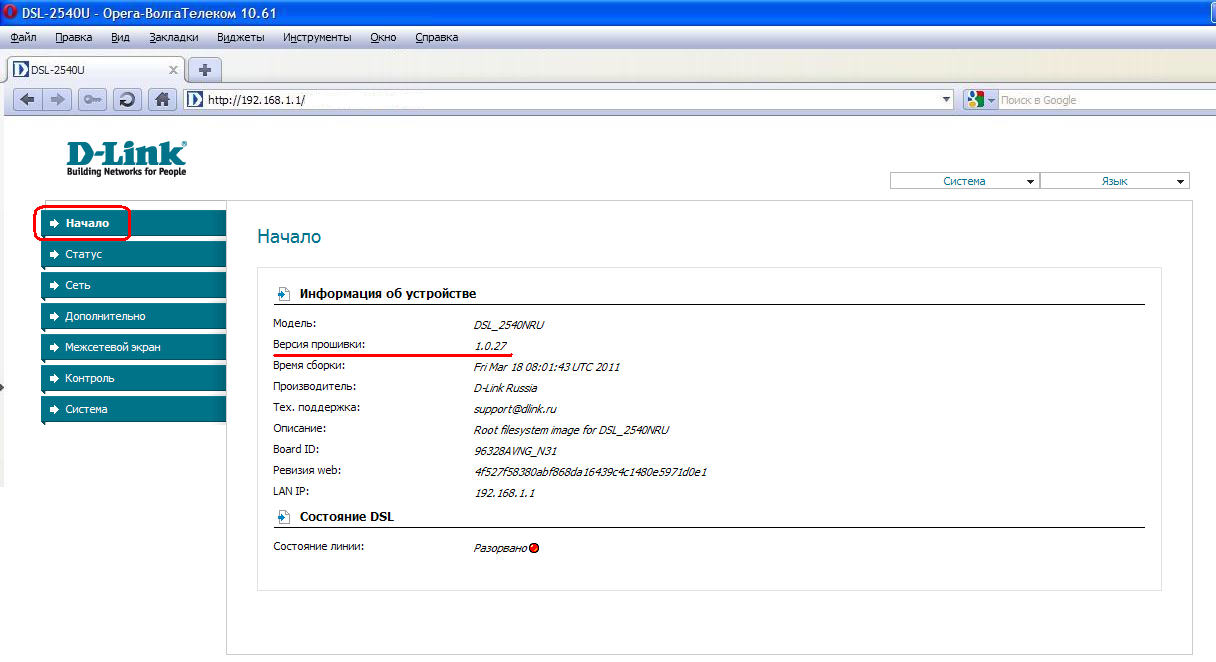 DSL-2540U - Opera-ВолгаТелеком 10.61
Файл Правка Вид Закладки Виджеты Инструменты Окно Справка
DSL-2540U
http://192.168.1.1/ Поиск в Google
D-Link®
Building Networks for People
Система Язык
Начало
Статус
Сеть
Дополнительно
Межсетевой экран
Контроль
Система
Начало
Информация об устройстве
Модель: DSL_2540NRU
Версия прошивки: 1.0.27
Время сборки: Fri Mar 18 08:01:43 UTC 2011
Производитель: D-Link Russia
Тех. поддержка: support@dlink.ru
Описание: Root filesystem image for DSL_2540NRU
Board ID: 96328AVNG_N31
Ревизия web: 4f527f58380abf868da16439c4c1480e5971d0e1
LAN IP: 192.168.1.1
Состояние DSL
Состояние линии: Разорвано